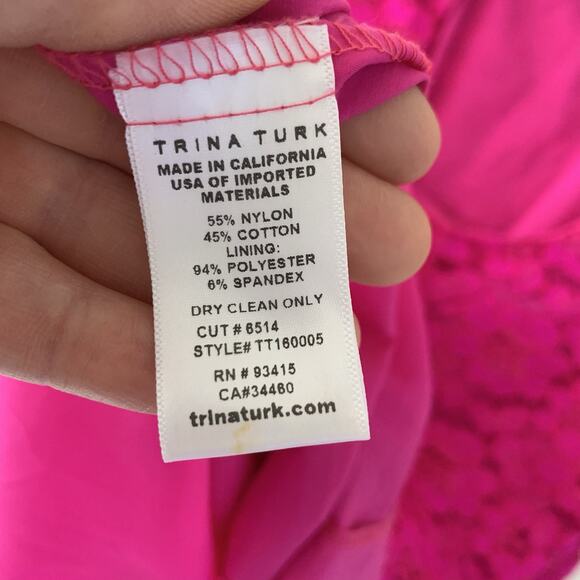 TRINA TURK
MADE IN CALIFORNIA
USA OF IMPORTED
MATERIALS
55% NYLON
45% COTTON
LINING:
94% POLYESTER
6% SPANDEX
DRY CLEAN ONLY
CUT # 6514
STYLE# TT160005
RN # 93415
CA#34460
trinaturk.com